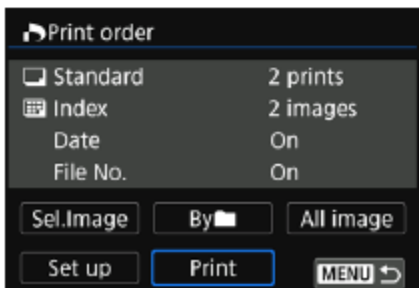 Print order
Standard 2 prints
Index 2 images
Date On
File No. On
Sel.Image By All image
Set up Print MENU